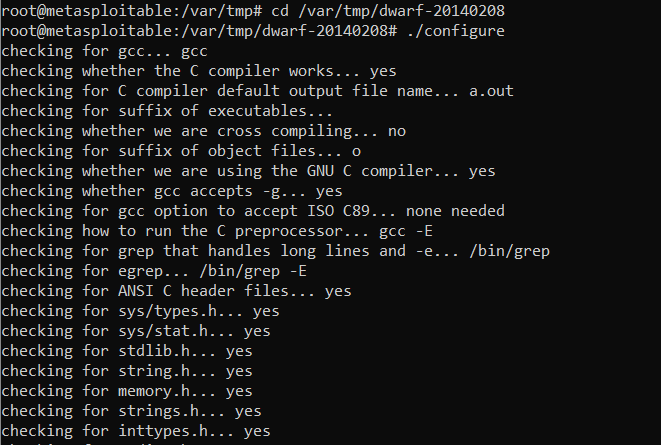 root@metasploitable:/var/tmp# cd /var/tmp/dwarf-20140208
root@metasploitable:/var/tmp/dwarf-20140208# ./configure
checking for gcc... gcc
checking whether the C compiler works... yes
checking for C compiler default output file name... a.out
checking for suffix of executables...
checking whether we are cross compiling... no
checking for suffix of object files... o
checking whether we are using the GNU C compiler... yes
checking whether gcc accepts -g... yes
checking for gcc option to accept ISO C89... none needed
checking how to run the C preprocessor... gcc -E
checking for grep that handles long lines and -e... /bin/grep
checking for egrep... /bin/grep -E
checking for ANSI C header files... yes
checking for sys/types.h... yes
checking for sys/stat.h... yes
checking for stdlib.h... yes
checking for string.h... yes
checking for memory.h... yes
checking for strings.h... yes
checking for inttypes.h... yes